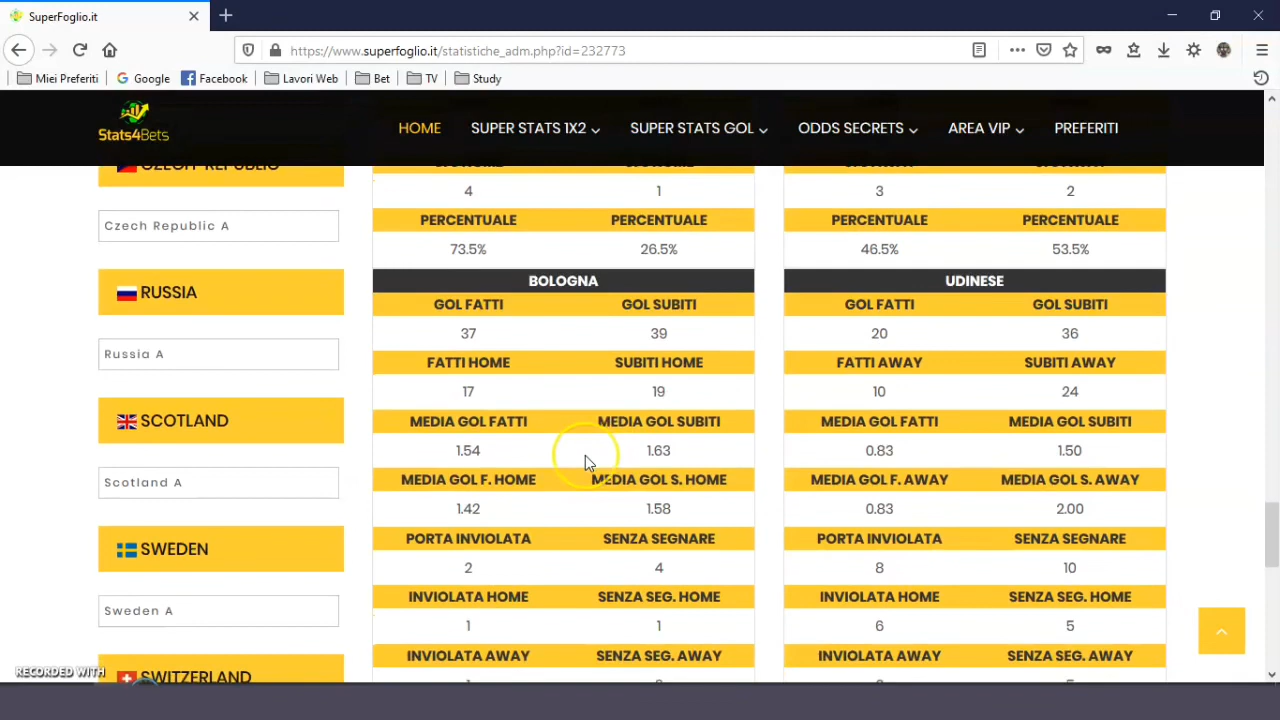 SuperFoglio.it
https://www.superfoglio.it/statistiche_adm.php?id=232773
Miei Preferiti Google Facebook Lavori Web Bet TV Study
Stats4Bets
HOME SUPER STATS 1X2 SUPER STATS GOL ODDS SECRETS AREA VIP PREFERITI
CZECH REPUBLIC
4 1 3 2
PERCENTUALE PERCENTUALE PERCENTUALE PERCENTUALE
Czech Republic A
73.5% 26.5% 46.5% 53.5%
BOLOGNA UDINESE
RUSSIA
GOL FATTI GOL SUBITI GOL FATTI GOL SUBITI
37 39 20 36
Russia A
FATTI HOME SUBITI HOME FATTI AWAY SUBITI AWAY
17 19 10 24
SCOTLAND
MEDIA GOL FATTI MEDIA GOL SUBITI MEDIA GOL FATTI MEDIA GOL SUBITI
1.54 1.63 0.83 1.50
Scotland A
MEDIA GOL F. HOME MEDIA GOL S. HOME MEDIA GOL F. AWAY MEDIA GOL S. AWAY
1.42 1.58 0.83 2.00
PORTA INVIOLATA SENZA SEGNARE PORTA INVIOLATA SENZA SEGNARE
SWEDEN
2 4 8 10
INVIOLATA HOME SENZA SEG. HOME INVIOLATA HOME SENZA SEG. HOME
Sweden A
1 1 6 5
INVIOLATA AWAY SENZA SEG. AWAY INVIOLATA AWAY SENZA SEG. AWAY
RECORDED WITH
SWITZERLAND